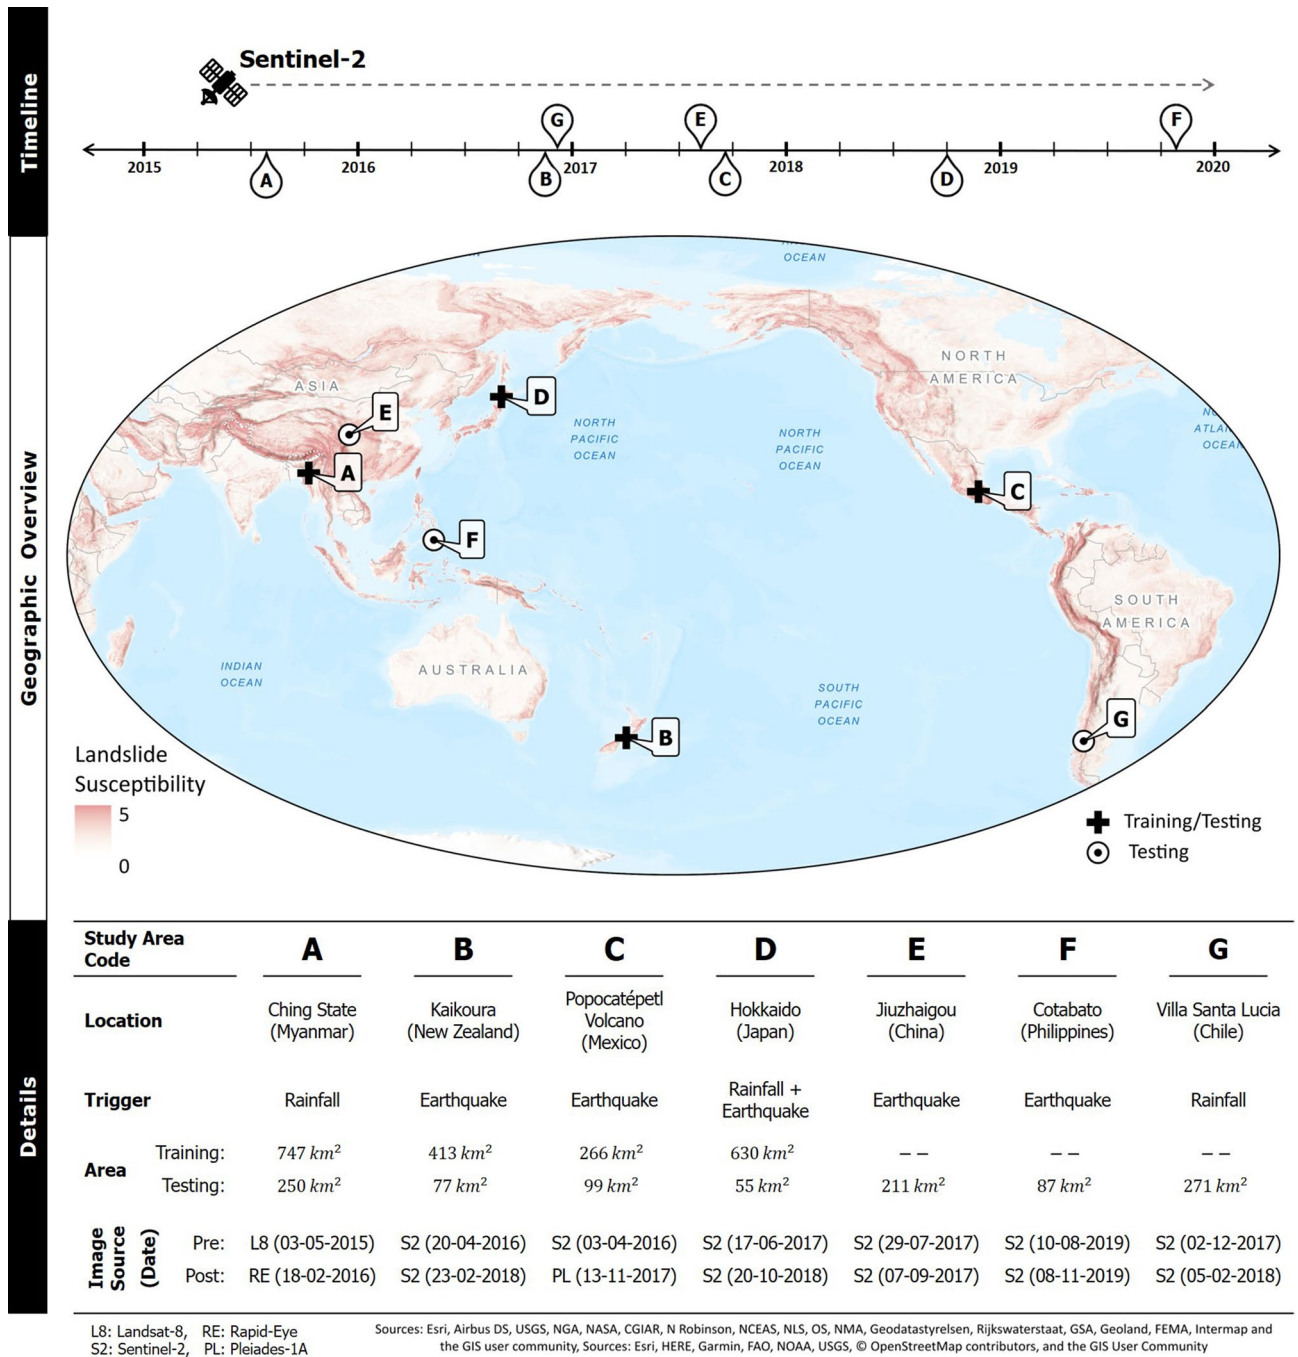 Timeline
Sentinel-2
G
E
F
2015
2016
2017
2018
2019
2020
A
B
C
D
Geographic Overview
OCEAN
NORTH
AMERICA
ASIA
E
D
NORTH
PACIFIC
OCEAN
NORTH
PACIFIC
OCEAN
OCEAN
A
C
F
SOUTH
AMERICA
INDIAN
OCEAN
AUSTRALIA
SOUTH
PACIFIC
OCEAN
G
B
Landslide
Susceptibility
5
0
Training/Testing
Testing
Details
Study Area Code A B C D E F G
Location Ching State (Myanmar) Kaikoura (New Zealand) Popocatépetl Volcano (Mexico) Hokkaido (Japan) Jiuzhaigou (China) Cotabato (Philippines) Villa Santa Lucia (Chile)
Trigger Rainfall Earthquake Earthquake Rainfall + Earthquake Earthquake Earthquake Rainfall
Area
Training: 747 km² 413 km² 266 km² 630 km² –– –– ––
Testing: 250 km² 77 km² 99 km² 55 km² 211 km² 87 km² 271 km²
Image Source (Date)
Pre: L8 (03-05-2015) S2 (20-04-2016) S2 (03-04-2016) S2 (17-06-2017) S2 (29-07-2017) S2 (10-08-2019) S2 (02-12-2017)
Post: RE (18-02-2016) S2 (23-02-2018) PL (13-11-2017) S2 (20-10-2018) S2 (07-09-2017) S2 (08-11-2019) S2 (05-02-2018)
L8: Landsat-8, RE: Rapid-Eye
S2: Sentinel-2, PL: Pleiades-1A
Sources: Esri, Airbus DS, USGS, NGA, NASA, CGIAR, N Robinson, NCEAS, NLS, OS, NMA, Geodatastyrelsen, Rijkswaterstaat, GSA, Geoland, FEMA, Intermap and
the GIS user community, Sources: Esri, HERE, Garmin, FAO, NOAA, USGS, © OpenStreetMap contributors, and the GIS User Community